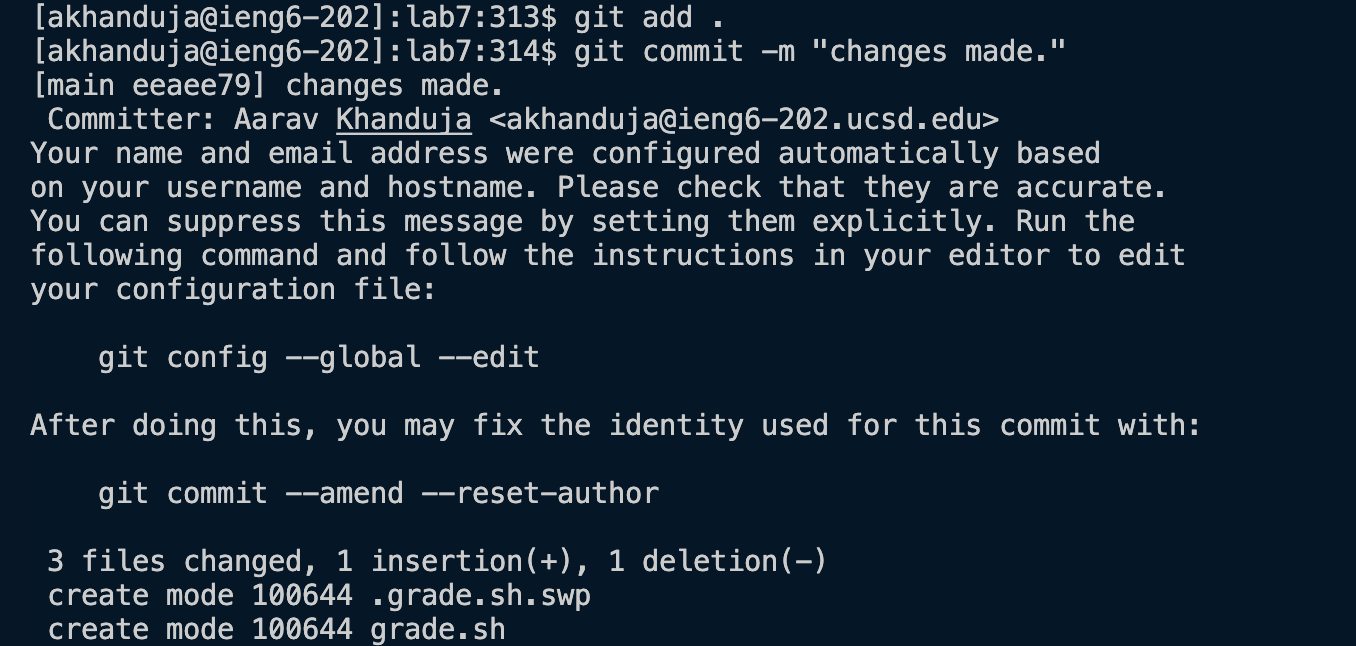 [akhanduja@ieng6-202]:lab7:313$ git add .
[akhanduja@ieng6-202]:lab7:314$ git commit -m "changes made."
[main eeaee79] changes made.
Committer: Aarav Khanduja <akhanduja@ieng6-202.ucsd.edu>
Your name and email address were configured automatically based
on your username and hostname. Please check that they are accurate.
You can suppress this message by setting them explicitly. Run the
following command and follow the instructions in your editor to edit
your configuration file:
git config --global --edit
After doing this, you may fix the identity used for this commit with:
git commit --amend --reset-author
3 files changed, 1 insertion(+), 1 deletion(-)
create mode 100644 .grade.sh.swp
create mode 100644 grade.sh